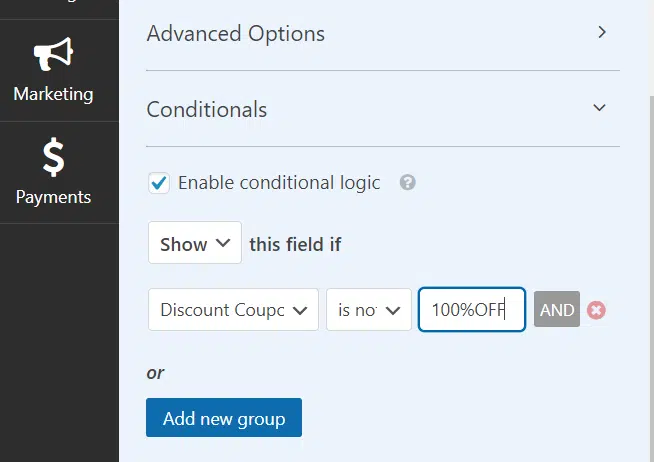 Advanced Options
Marketing
Conditionals
Payments
Enable conditional logic ?
Show this field if
Discount Coupc is no 100%OFF AND
or
Add new group